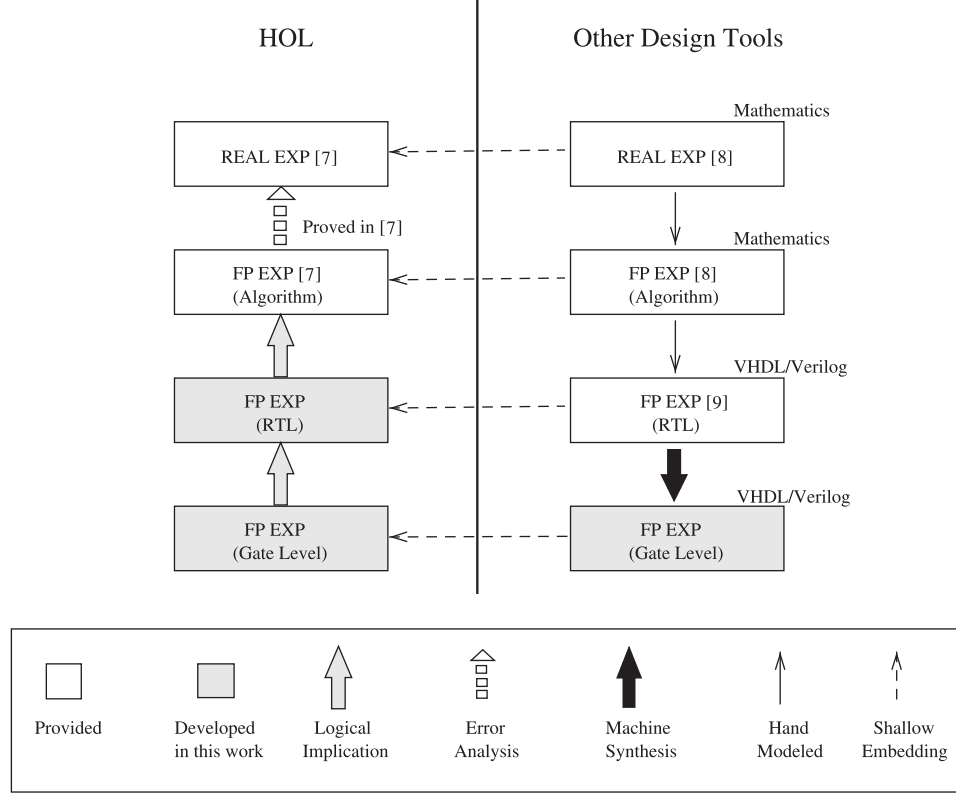 HOL
Other Design Tools
Mathematics
REAL EXP [7]
REAL EXP [8]
Proved in [7]
Mathematics
FP EXP [7]
(Algorithm)
FP EXP [8]
(Algorithm)
VHDL/Verilog
FP EXP
(RTL)
FP EXP [9]
(RTL)
VHDL/Verilog
FP EXP
(Gate Level)
FP EXP
(Gate Level)
Provided
Developed
in this work
Logical
Implication
Error
Analysis
Machine
Synthesis
Hand
Modeled
Shallow
Embedding